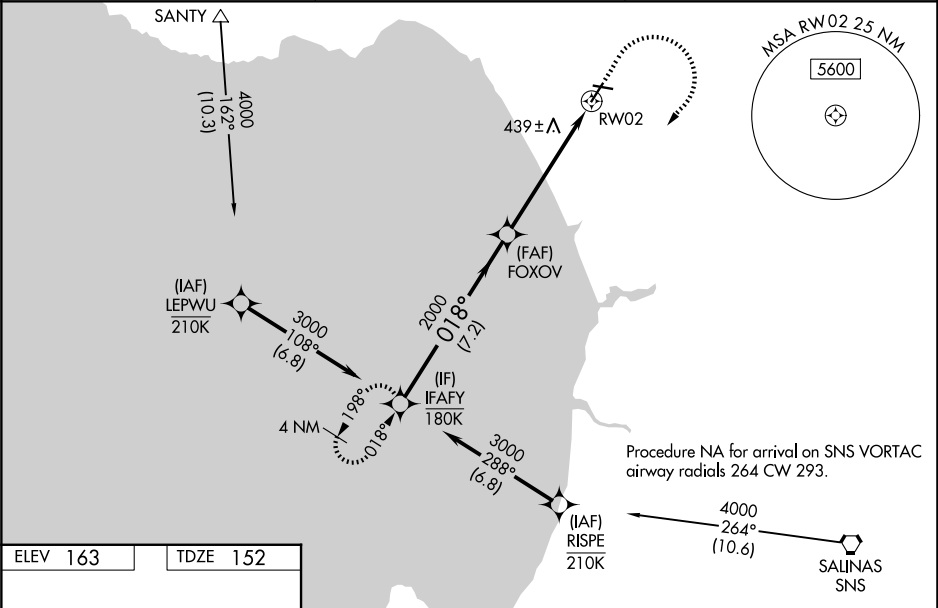 SANTY
4000
162°
(10.3)
MSA RW02 25 NM
5600
439±
RW02
(FAF)
FOXOV
(IAF)
LEPWU
210K
3000
108°
(6.8)
2000
018°
(7.2)
(IF)
IFAFY
180K
198°
018°
4 NM
3000
288°
(6.8)
Procedure NA for arrival on SNS VORTAC
airway radials 264 CW 293.
(IAF)
RISPE
210K
4000
264°
(10.6)
SALINAS
SNS
ELEV 163
TDZE 152